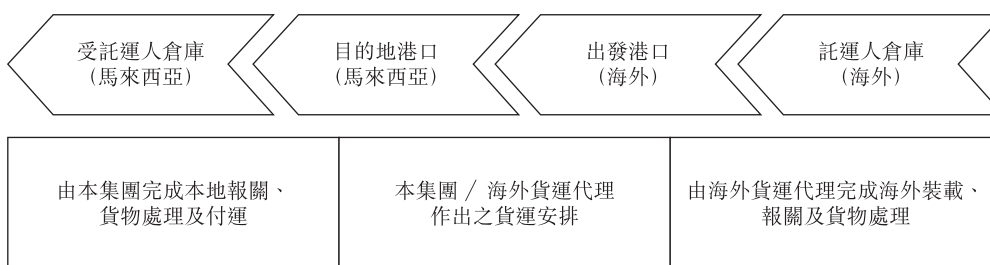 受託運人倉庫
(馬來西亞)
目的地港口
(馬來西亞)
出發港口
(海外)
託運人倉庫
(海外)
由本集團完成本地報關、
貨物處理及付運
本集團 / 海外貨運代理
作出之貨運安排
由海外貨運代理完成海外裝載、
報關及貨物處理